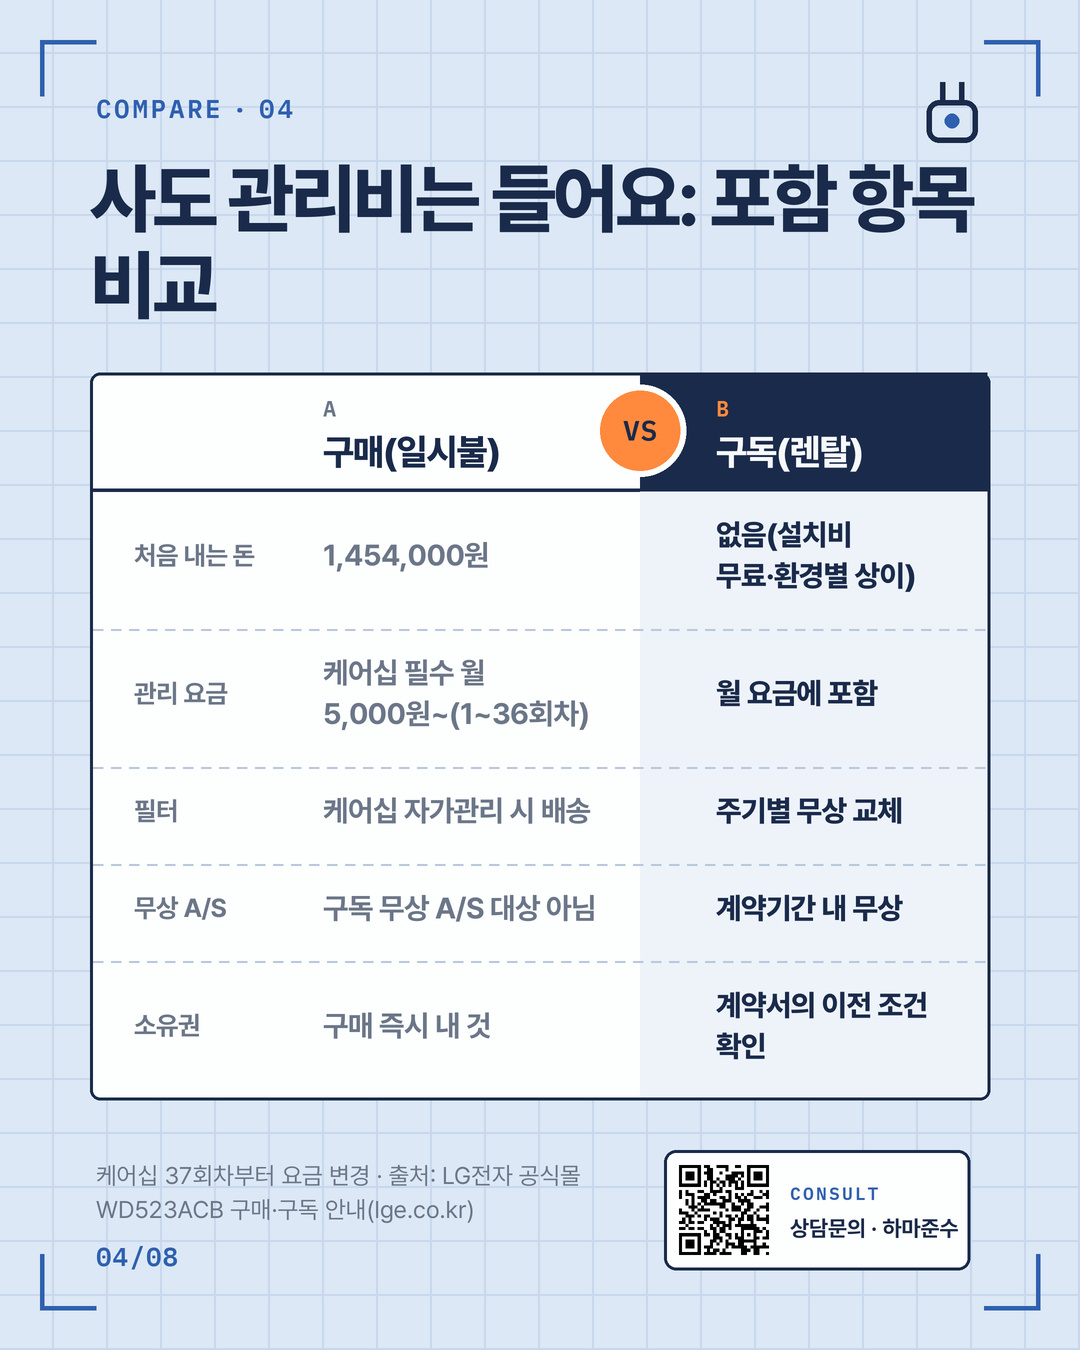 COMPARE · 04
사도 관리비는 들어요: 포함 항목
비교
A
구매(일시불)
VS
B
구독(렌탈)
처음 내는 돈
1,454,000원
없음(설치비
무료·환경별 상이)
관리 요금
케어십 필수 월
5,000원~(1~36회차)
월 요금에 포함
필터
케어십 자가관리 시 배송
주기별 무상 교체
무상 A/S
구독 무상 A/S 대상 아님
계약기간 내 무상
소유권
구매 즉시 내 것
계약서의 이전 조건
확인
케어십 37회차부터 요금 변경 · 출처: LG전자 공식몰
WD523ACB 구매·구독 안내(lge.co.kr)
04/08
CONSULT
상담문의 · 하마준수